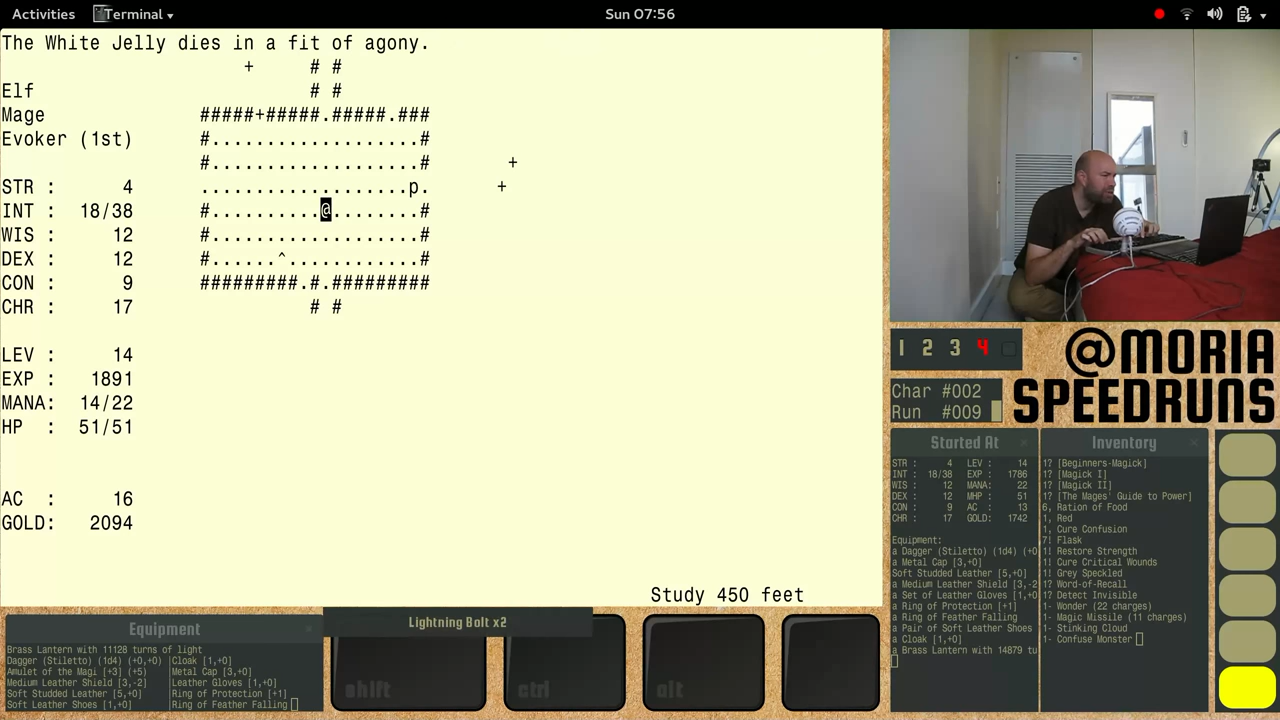 Activities Terminal Sun 07:56
The White Jelly dies in a fit of agony.
+ # #
Elf # #
Mage #####+#####.#####.###
Evoker (1st) #..................#
#..................# +
STR : 4 ..................p. +
INT : 18/38 #.........@........#
WIS : 12 #..................#
DEX : 12 #......^...........#
CON : 9 #########.#.#########
CHR : 17 # #
LEV : 14
EXP : 1891
MANA: 14/22
HP : 51/51
AC : 16
GOLD: 2094
Study 450 feet
1 2 3 4
@MORIA
SPEEDRUNS
Char #002
Run #009
Started At
STR : 4 LEV : 14
INT : 18/38 EXP : 1786
WIS : 12 MANA: 22
DEX : 12 MHP : 51
CON : 9 AC : 13
CHR : 17 GOLD: 1742
Equipment:
a Dagger (Stiletto) (1d4) (+0
a Metal Cap [3,+0]
Soft Studded Leather [5,+0]
a Medium Leather Shield [3,-2
a Set of Leather Gloves [1,+0
a Ring of Protection [+1]
a Ring of Feather Falling
a Pair of Soft Leather Shoes
a Cloak [1,+0]
a Brass Lantern with 14879 tu
Inventory
1? [Beginners-Magick]
1? [Magick I]
1? [Magick II]
1? [The Mages' Guide to Power]
6, Ration of Food
1, Red
1, Cure Confusion
7! Flask
1! Restore Strength
1! Cure Critical Wounds
1! Grey Speckled
1? Word-of-Recall
1? Detect Invisible
1- Wonder (22 charges)
1- Magic Missile (11 charges)
1- Stinking Cloud
1- Confuse Monster
Equipment
Brass Lantern with 11128 turns of light
Dagger (Stiletto) (1d4) (+0,+0) Cloak [1,+0]
Amulet of the Magi [+3] (+5) Metal Cap [3,+0]
Medium Leather Shield [3,-2] Leather Gloves [1,+0]
Soft Studded Leather [5,+0] Ring of Protection [+1]
Soft Leather Shoes [1,+0] Ring of Feather Falling
Lightning Bolt x2
shift ctrl alt